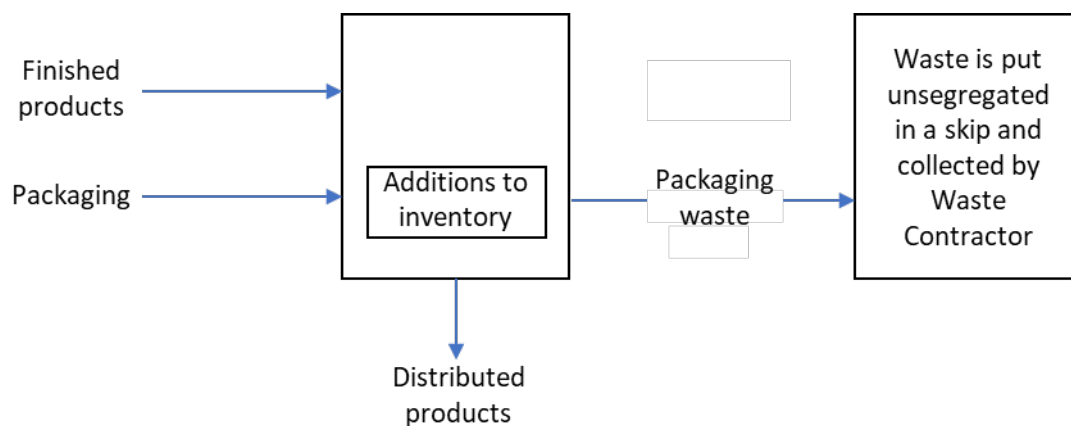 Finished
products
Packaging
Additions to
inventory
Distributed
products
Packaging
waste
Waste is put
unsegregated
in a skip and
collected by
Waste
Contractor